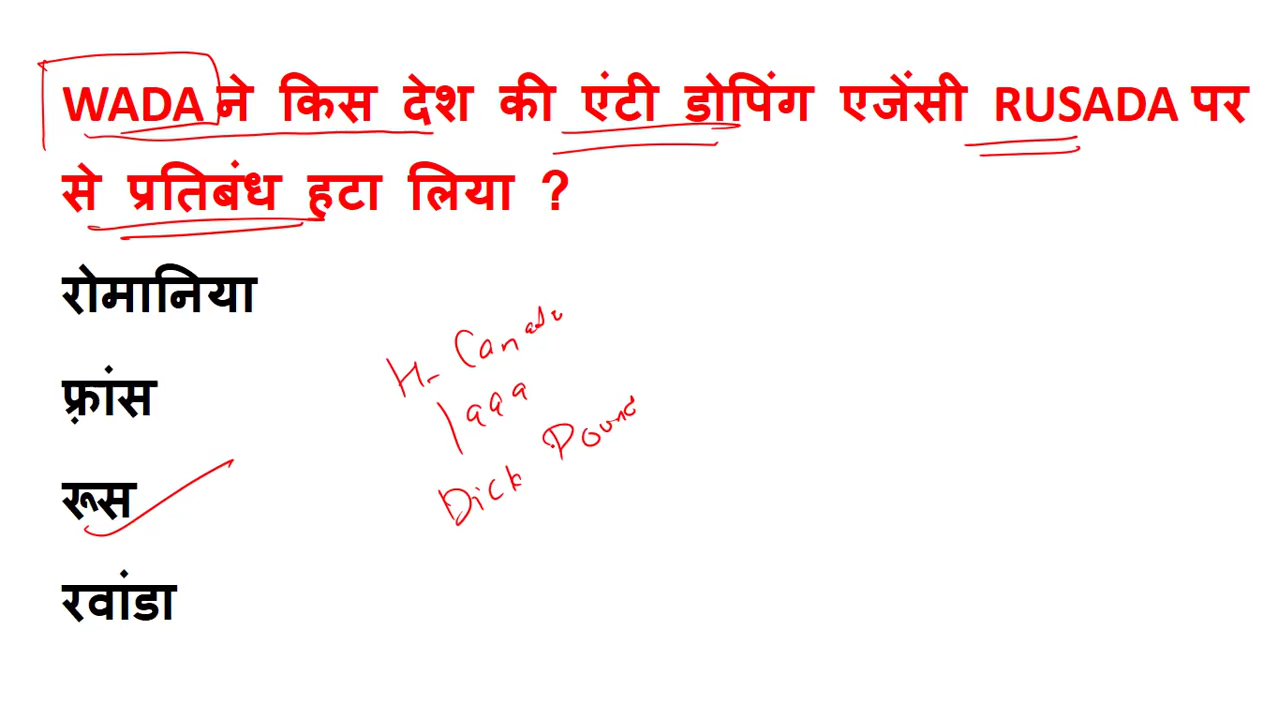 WADA ने किस देश की एंटी डोपिंग एजेंसी RUSADA पर
से प्रतिबंध हटा लिया ?
रोमानिया
H- Canada
फ़्रांस
1999
Dick Pound
रूस
रवांडा